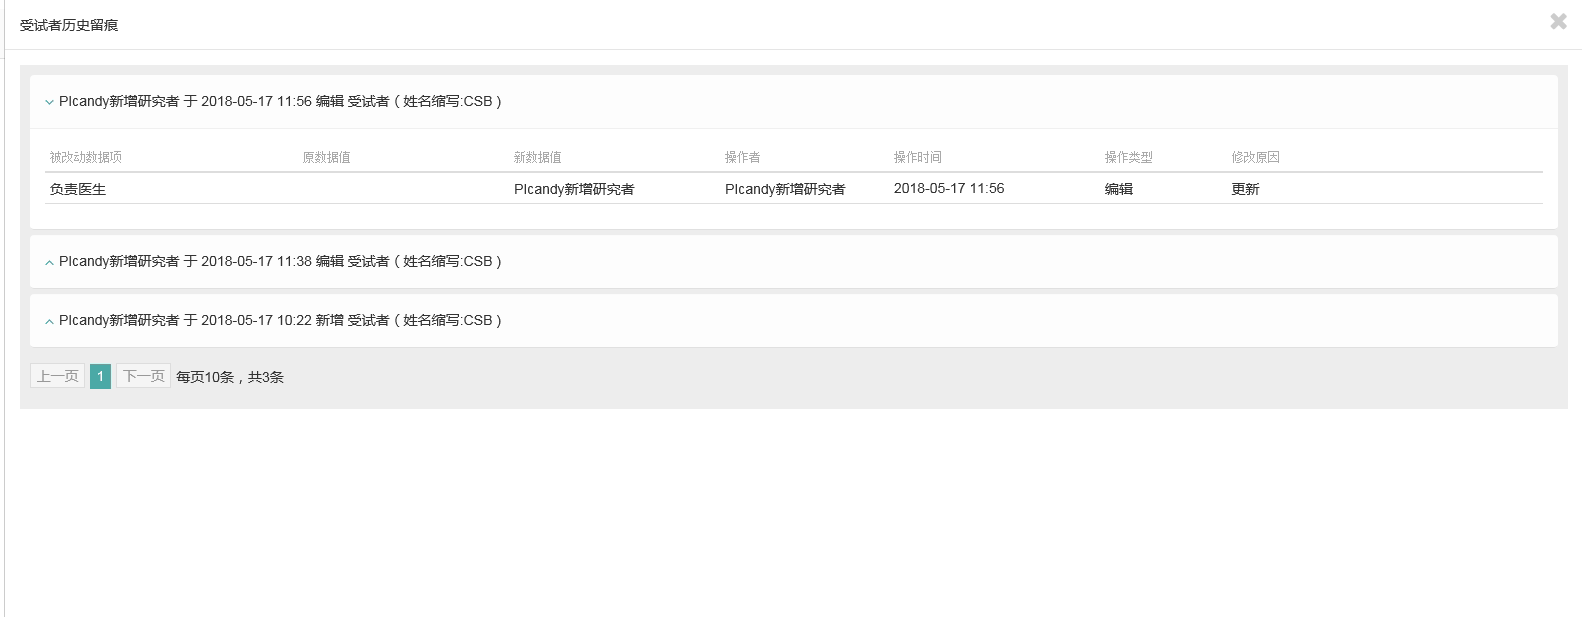 受试者历史留痕
PIcandy新增研究者 于 2018-05-17 11:56 编辑 受试者 ( 姓名缩写:CSB )
被改动数据项 原数据值 新数据值 操作者 操作时间 操作类型 修改原因
负责医生 PIcandy新增研究者 PIcandy新增研究者 2018-05-17 11:56 编辑 更新
PIcandy新增研究者 于 2018-05-17 11:38 编辑 受试者 ( 姓名缩写:CSB )
PIcandy新增研究者 于 2018-05-17 10:22 新增 受试者 ( 姓名缩写:CSB )
上一页 1 下一页 每页10条，共3条